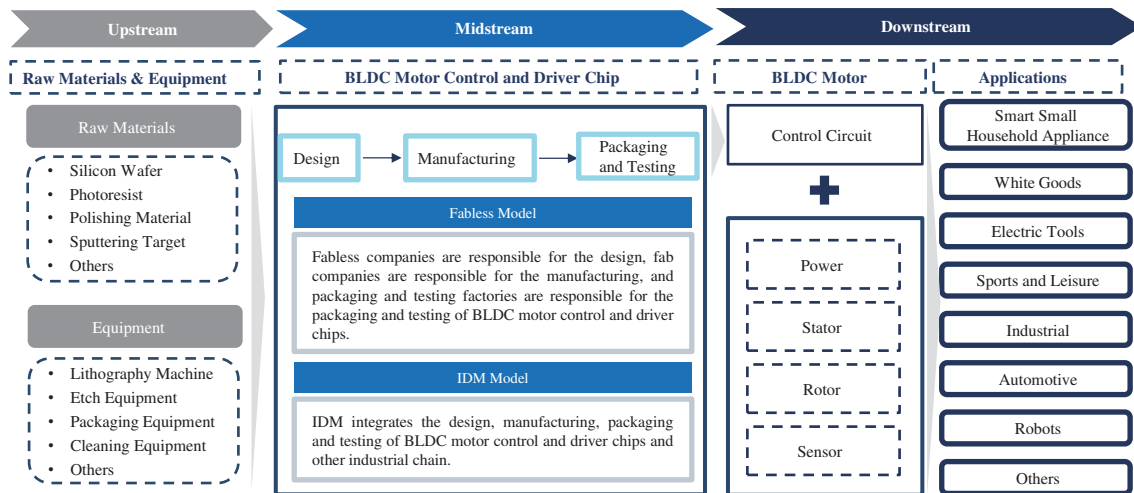 Upstream
Midstream
Downstream
Raw Materials & Equipment
BLDC Motor Control and Driver Chip
BLDC Motor
Applications
Raw Materials
• Silicon Wafer
• Photoresist
• Polishing Material
• Sputtering Target
• Others
Equipment
• Lithography Machine
• Etch Equipment
• Packaging Equipment
• Cleaning Equipment
• Others
Design
Manufacturing
Packaging
and Testing
Fabless Model
Fabless companies are responsible for the design, fab
companies are responsible for the manufacturing, and
packaging and testing factories are responsible for the
packaging and testing of BLDC motor control and driver
chips.
IDM Model
IDM integrates the design, manufacturing, packaging
and testing of BLDC motor control and driver chips and
other industrial chain.
Control Circuit
Power
Stator
Rotor
Sensor
Smart Small
Household Appliance
White Goods
Electric Tools
Sports and Leisure
Industrial
Automotive
Robots
Others